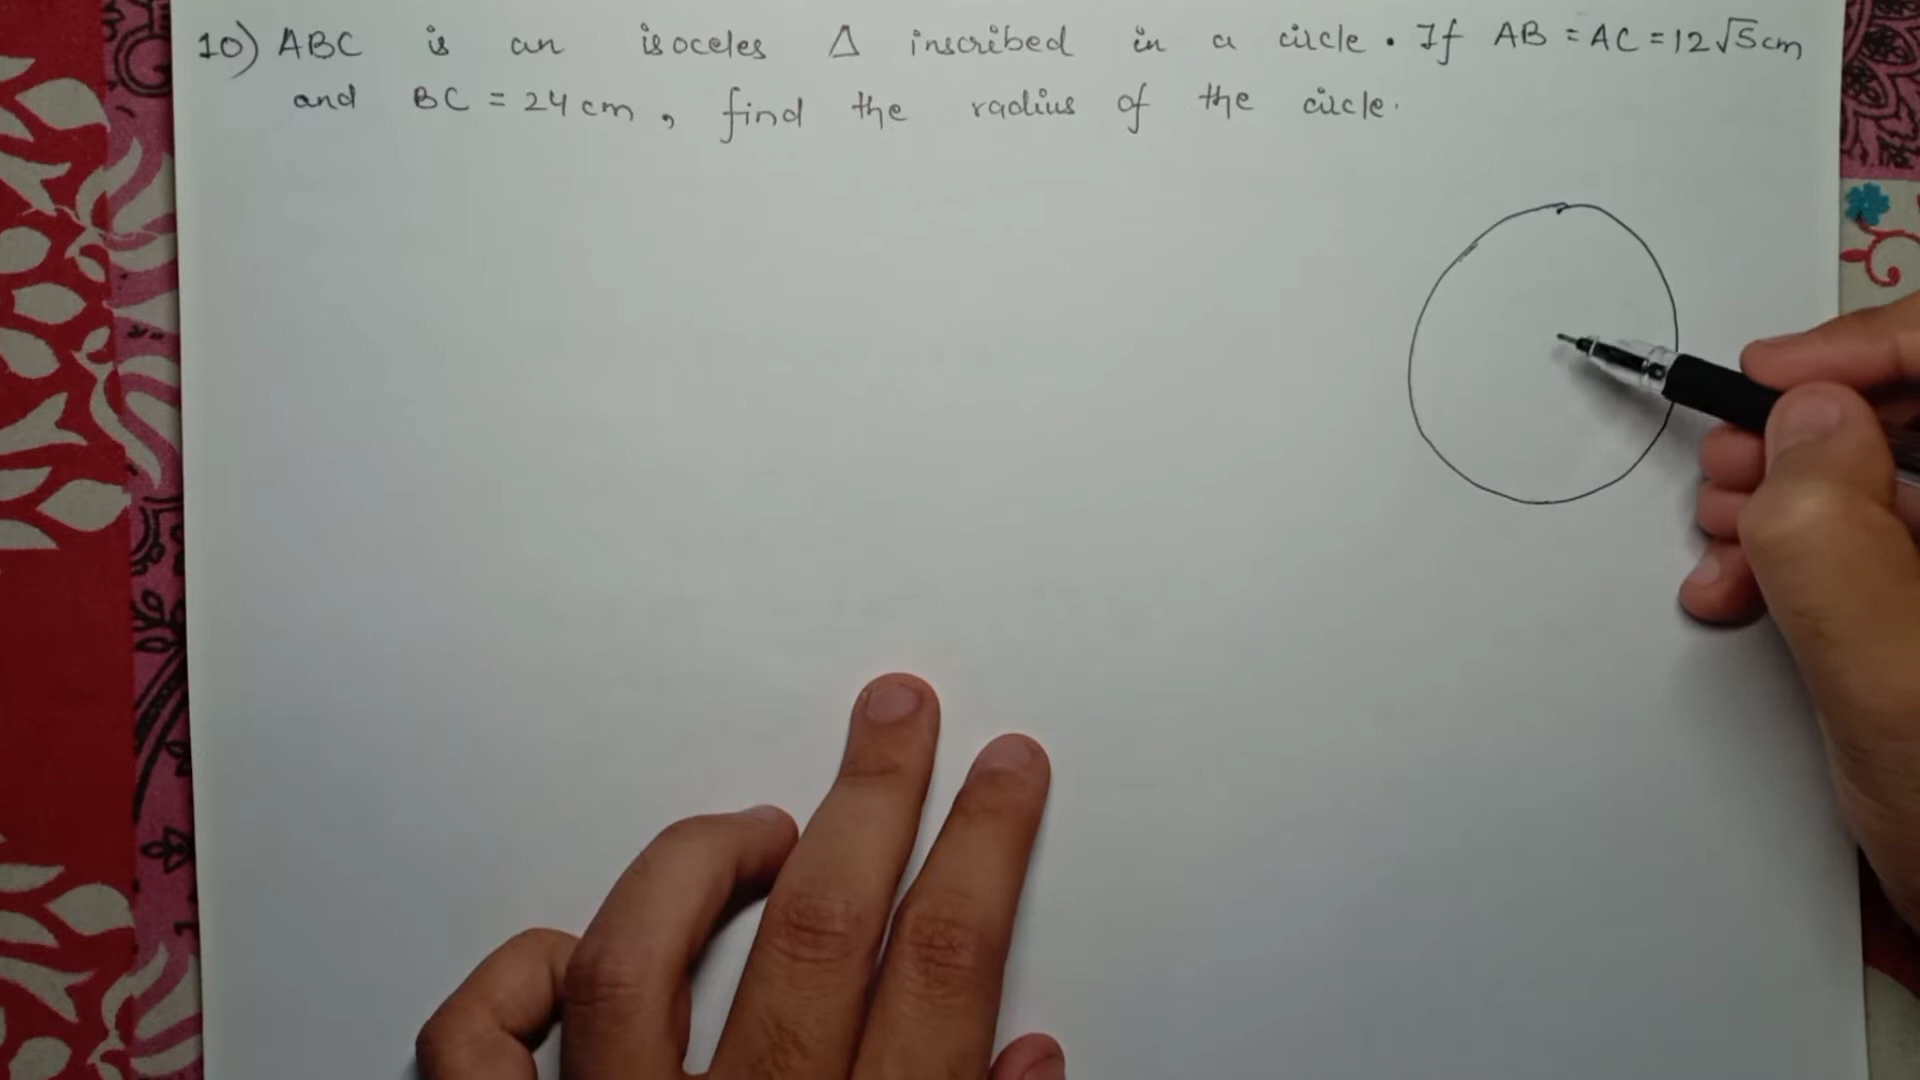 10) ABC is an isoceles Δ inscribed in a circle. If AB = AC = 12√5 cm
and BC = 24 cm, find the radius of the circle.